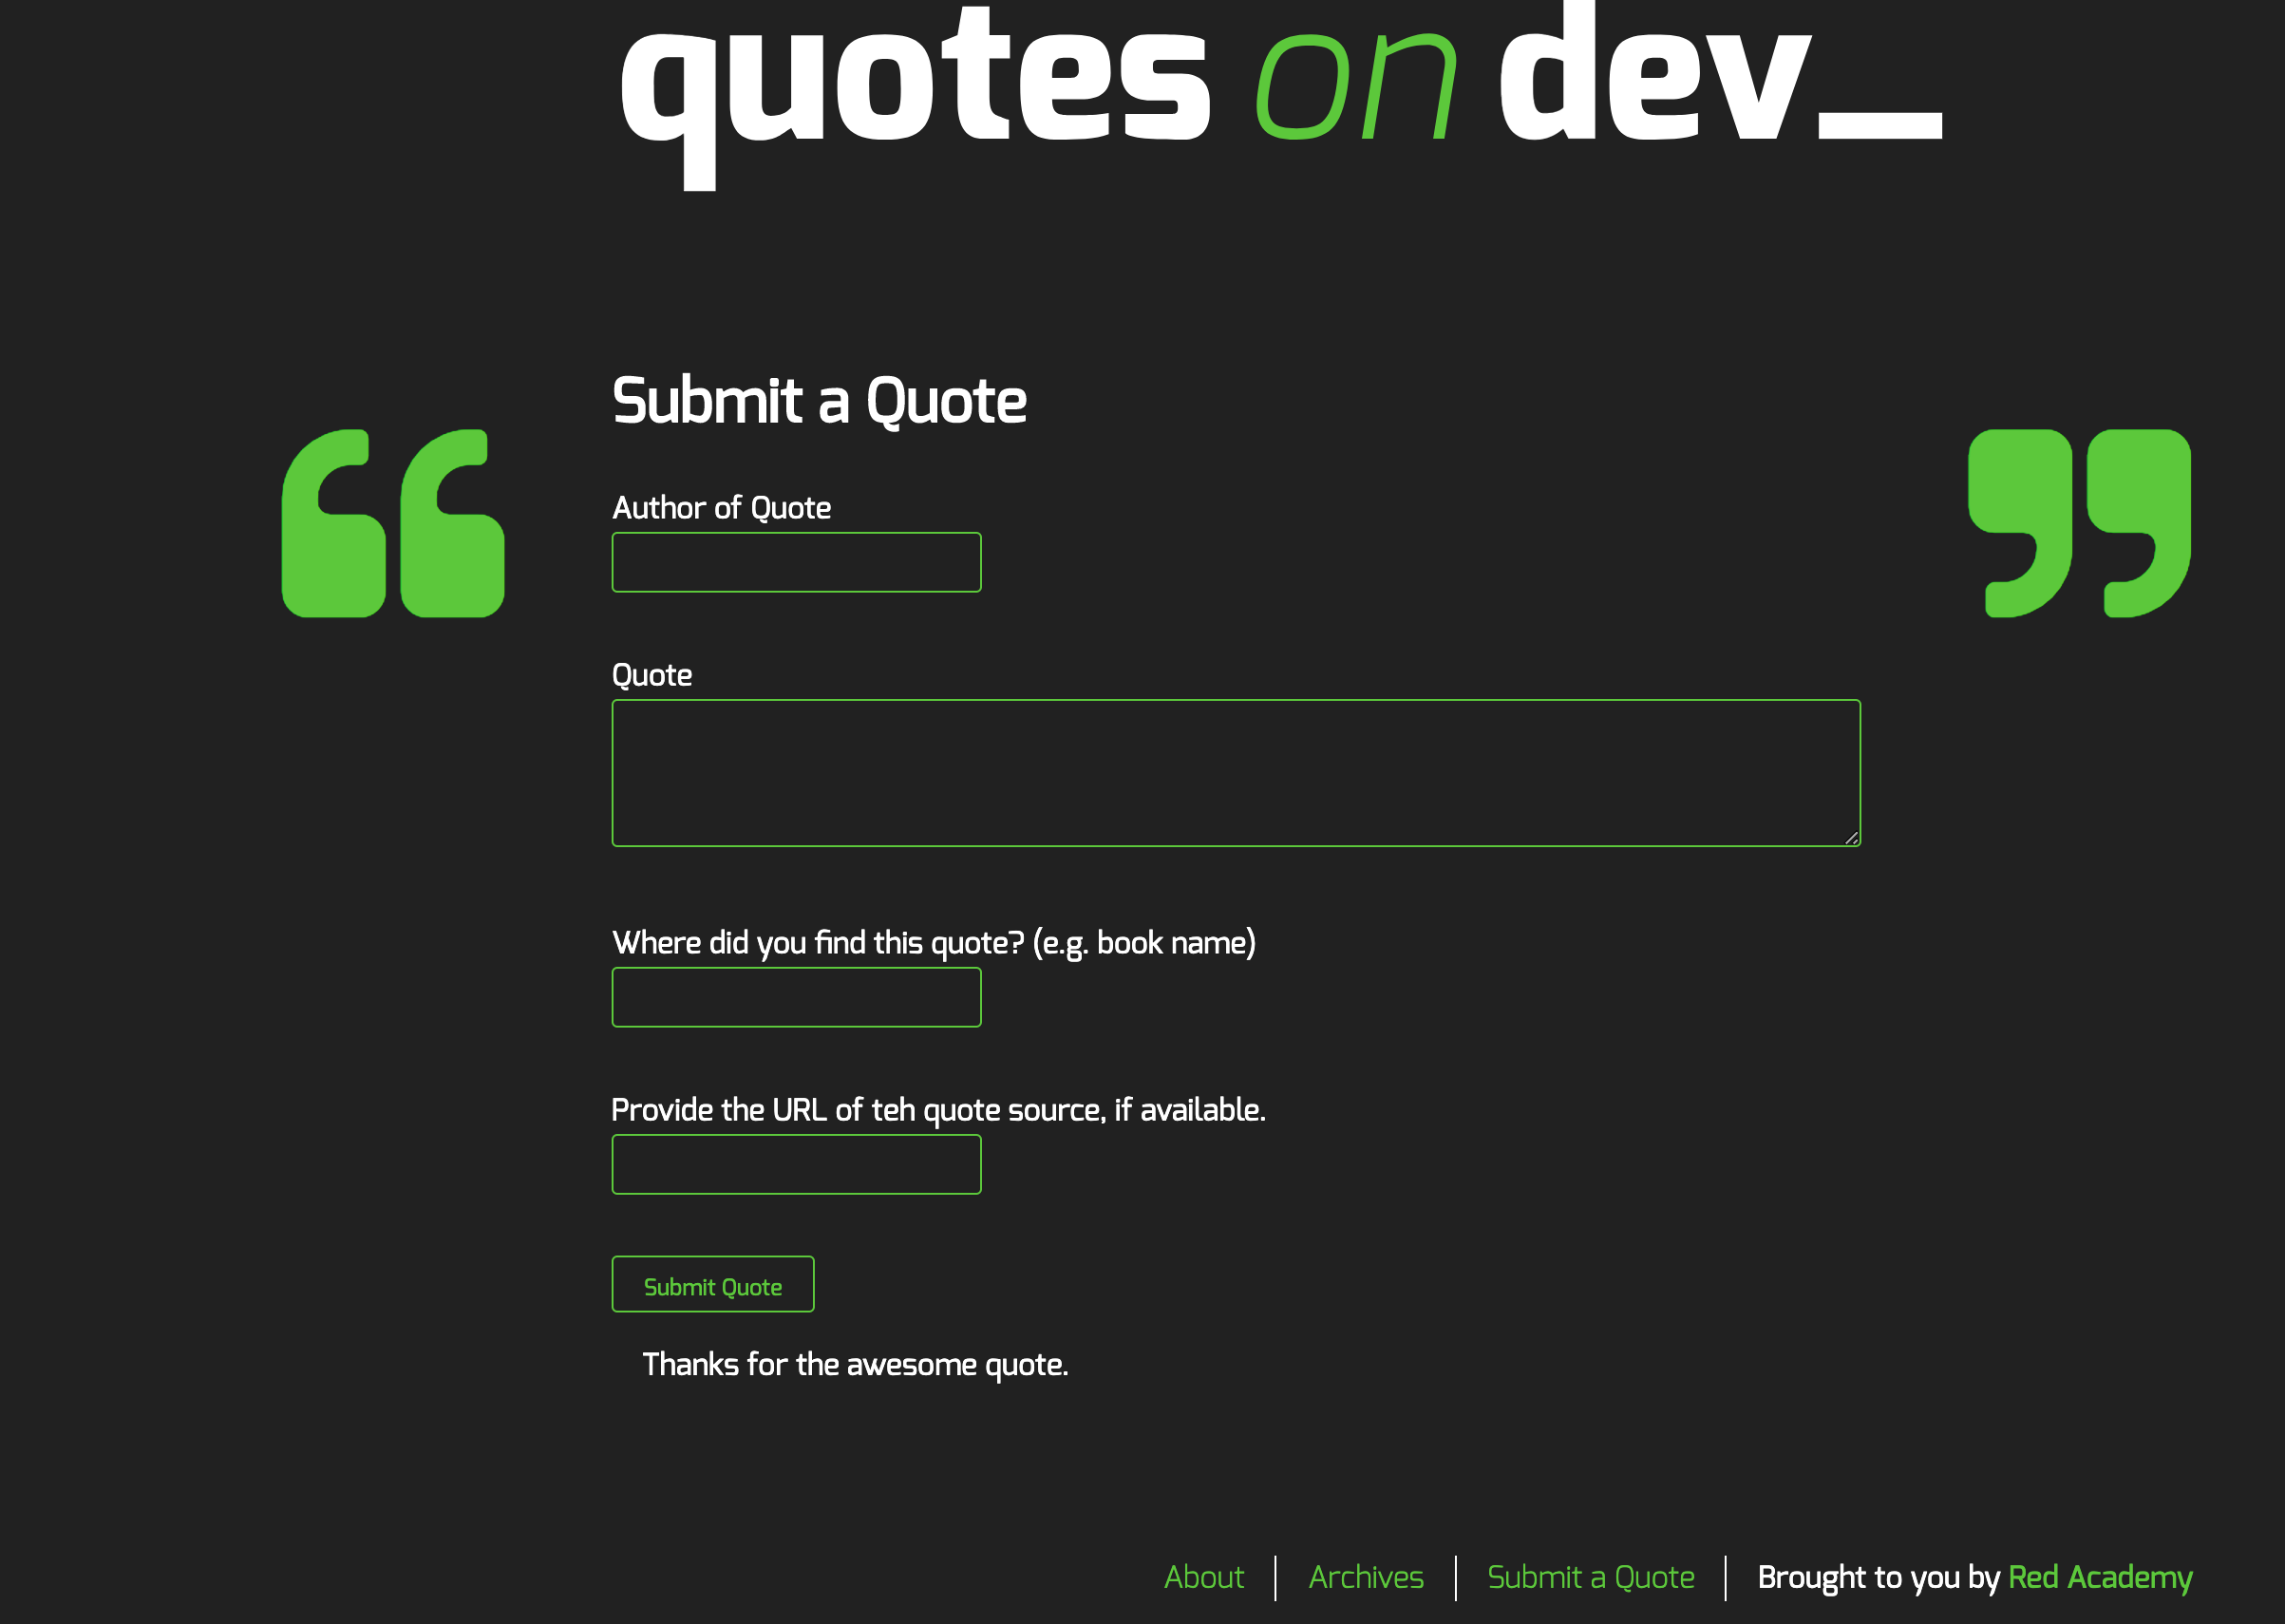 quotes on dev_
Submit a Quote
Author of Quote
Quote
Where did you find this quote? (e.g. book name)
Provide the URL of teh quote source, if available.
Submit Quote
Thanks for the awesome quote.
About | Archives | Submit a Quote | Brought to you by Red Academy